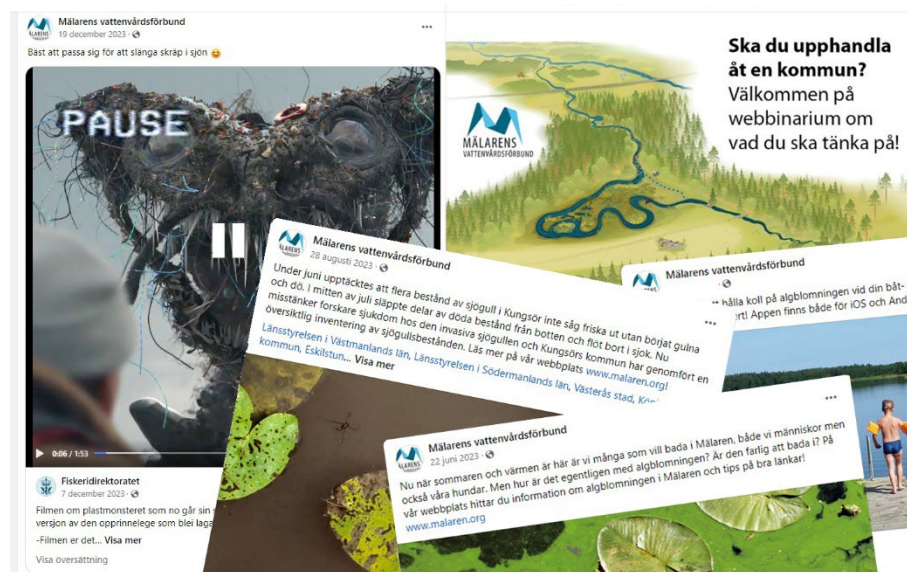 Mälarens vattenvårdsförbund
19 december 2023 ·
Bäst att passa sig för att slänga skräp i sjön
PAUSE
0:06 / 1:53
Fiskeridirektoratet
7 december 2023 ·
Filmen om plastmonsteret som no går sin
versjon av den opprinnelege som blei laga
-Filmen er det... Visa mer
Visa översättning
Ska du upphandla
åt en kommun?
Välkommen på
webbinarium om
vad du ska tänka på!
MÄLARENS
VATTENVÅRDSFÖRBUND
Mälarens vattenvårdsförbund
28 augusti 2023 ·
Under juni upptäcktes att flera bestånd av sjögull i Kungsör inte såg friska ut utan börjat gulna
och dö. I mitten av juli släppte delar av döda bestånd från botten och flöt bort i sjok. Nu
misstänker forskare sjukdom hos den invasiva sjögullen och Kungsörs kommun har genomfört en
översiktlig inventering av sjögullsbestånden. Läs mer på vår webbplats www.malaren.org!
Länsstyrelsen i Västmanlands län, Länsstyrelsen i Södermanlands län, Västerås stad,
kommun, Eskilstun... Visa mer
Mälarens vattenvårdsförbund
hålla koll på algblomningen vid din båt-
Appen finns både för iOS och
Mälarens vattenvårdsförbund
22 juni 2023 ·
Nu när sommaren och värmen är här är vi många som vill bada i Mälaren, både vi människor men
också våra hundar. Men hur är det egentligen med algblomningen? Är den farlig att bada i? På
vår webbplats hittar du information om algblomningen i Mälaren och tips på bra länkar!
www.malaren.org